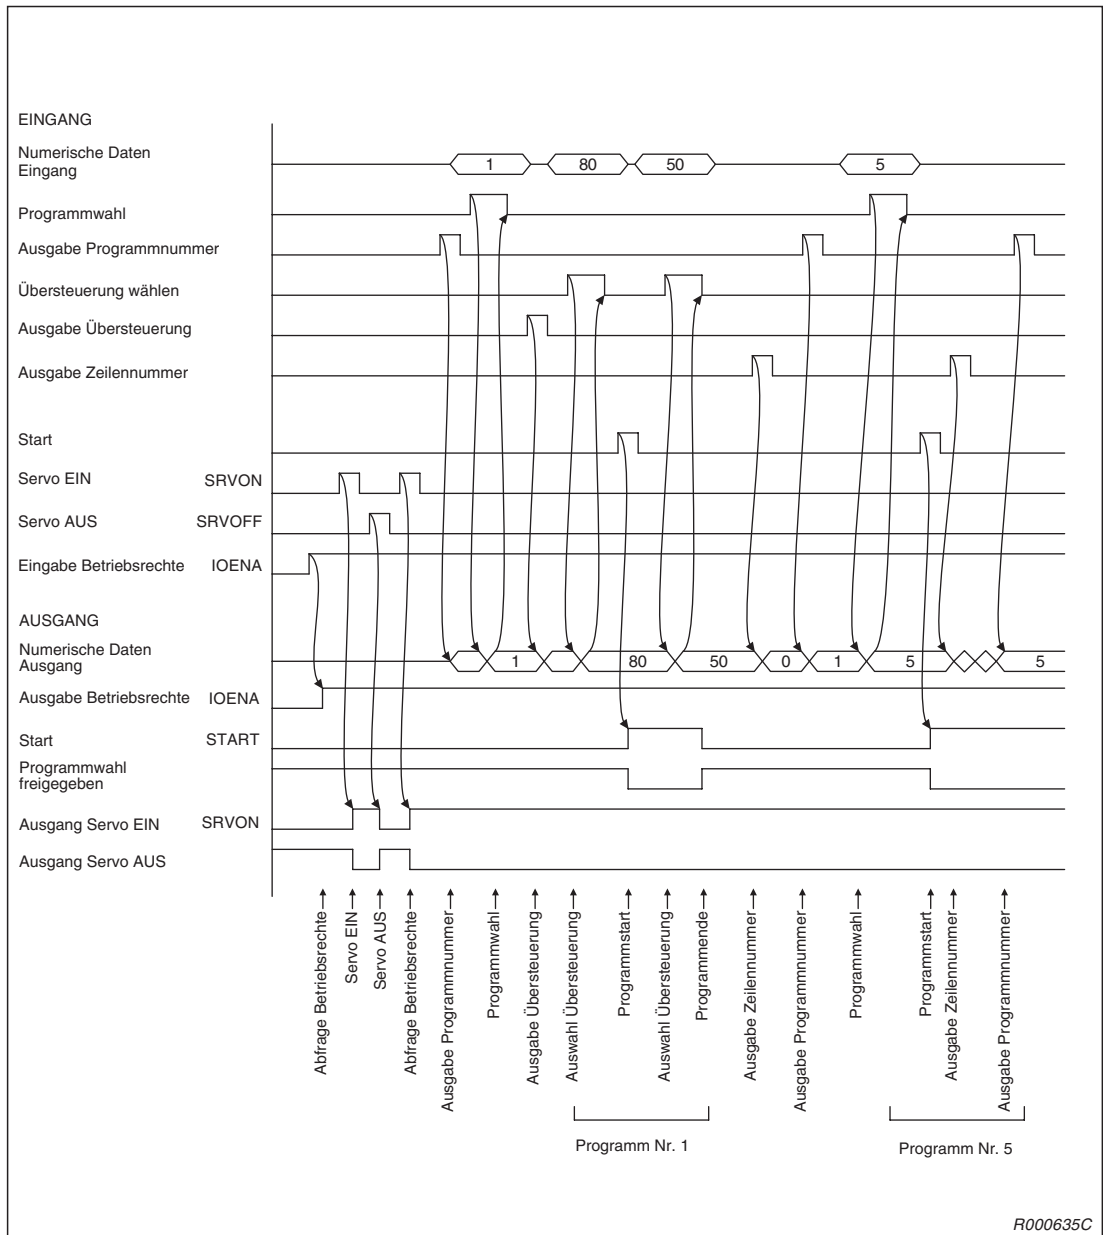 EINGANG
Numerische Daten
Eingang
1
80
50
5
Programmwahl
Ausgabe Programmnummer
Übersteuerung wählen
Ausgabe Übersteuerung
Ausgabe Zeilennummer
Start
Servo EIN SRVON
Servo AUS SRVOFF
Eingabe Betriebsrechte IOENA
AUSGANG
Numerische Daten
Ausgang
1
80
50
0
1
5
5
Ausgabe Betriebsrechte IOENA
Start START
Programmwahl
freigegeben
Ausgang Servo EIN SRVON
Ausgang Servo AUS
Abfrage Betriebsrechte
Servo EIN
Servo AUS
Abfrage Betriebsrechte
Ausgabe Programmnummer
Programmwahl
Ausgabe Übersteuerung
Auswahl Übersteuerung
Programmstart
Auswahl Übersteuerung
Programmende
Ausgabe Zeilennummer
Ausgabe Programmnummer
Programmwahl
Programmstart
Ausgabe Zeilennummer
Ausgabe Programmnummer
Programm Nr. 1
Programm Nr. 5
R000635C